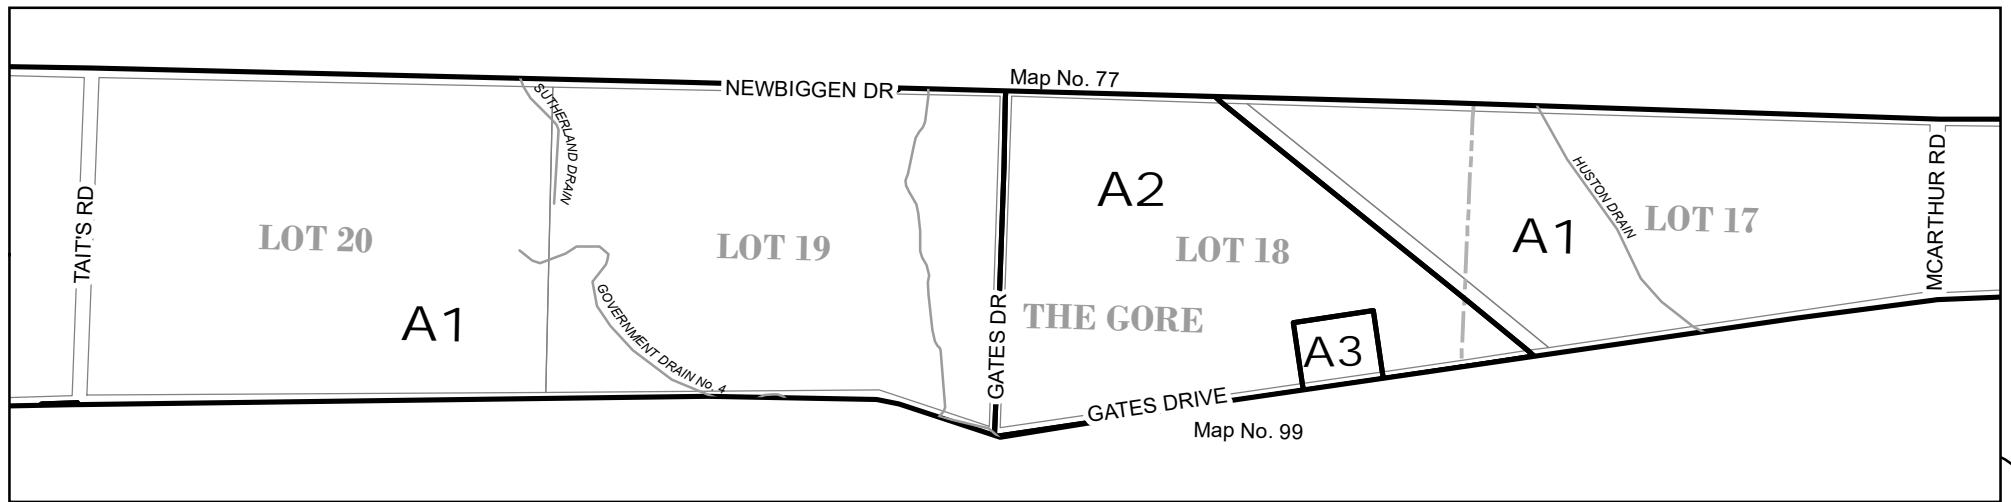 Map No. 77
NEWBIGGEN DR
SUTHERLAND DRAIN
TAIT'S RD
LOT 20
A1
LOT 19
GOVERNMENT DRAIN No. 4
GATES DR
A2
LOT 18
THE GORE
A3
A1
HUSTON DRAIN
LOT 17
MCARTHUR RD
GATES DRIVE
Map No. 99